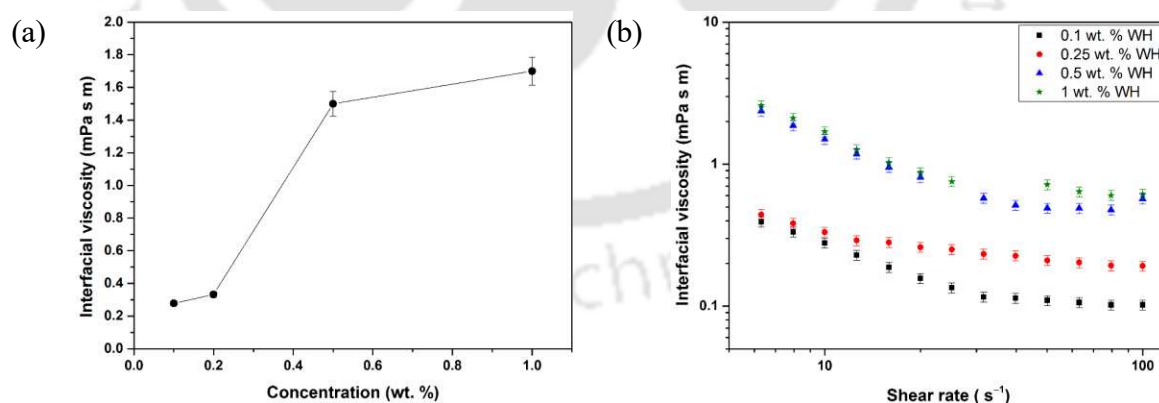 (a)
2.0
1.8
1.6
1.4
1.2
1.0
0.8
0.6
0.4
0.2
0.0
Interfacial viscosity (mPa s m)
0.0 0.2 0.4 0.6 0.8 1.0
Concentration (wt. %)
(b)
0.1 wt. % WH
0.25 wt. % WH
0.5 wt. % WH
1 wt. % WH
10
1
0.1
Interfacial viscosity (mPa s m)
10 100
Shear rate ( s⁻¹)